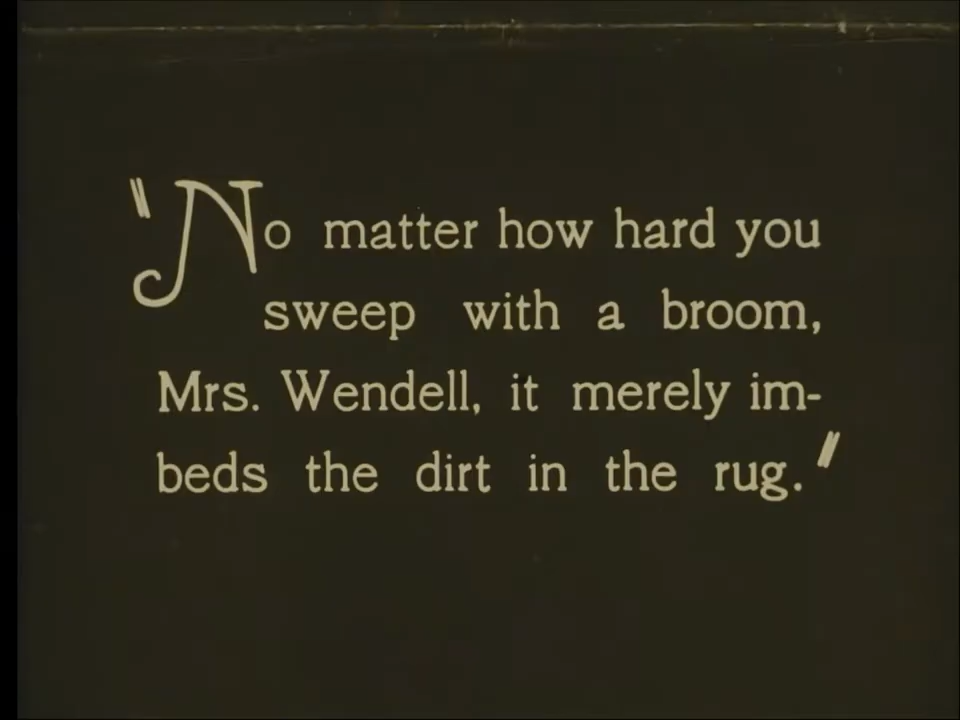 "No matter how hard you
sweep with a broom,
Mrs. Wendell, it merely im-
beds the dirt in the rug."